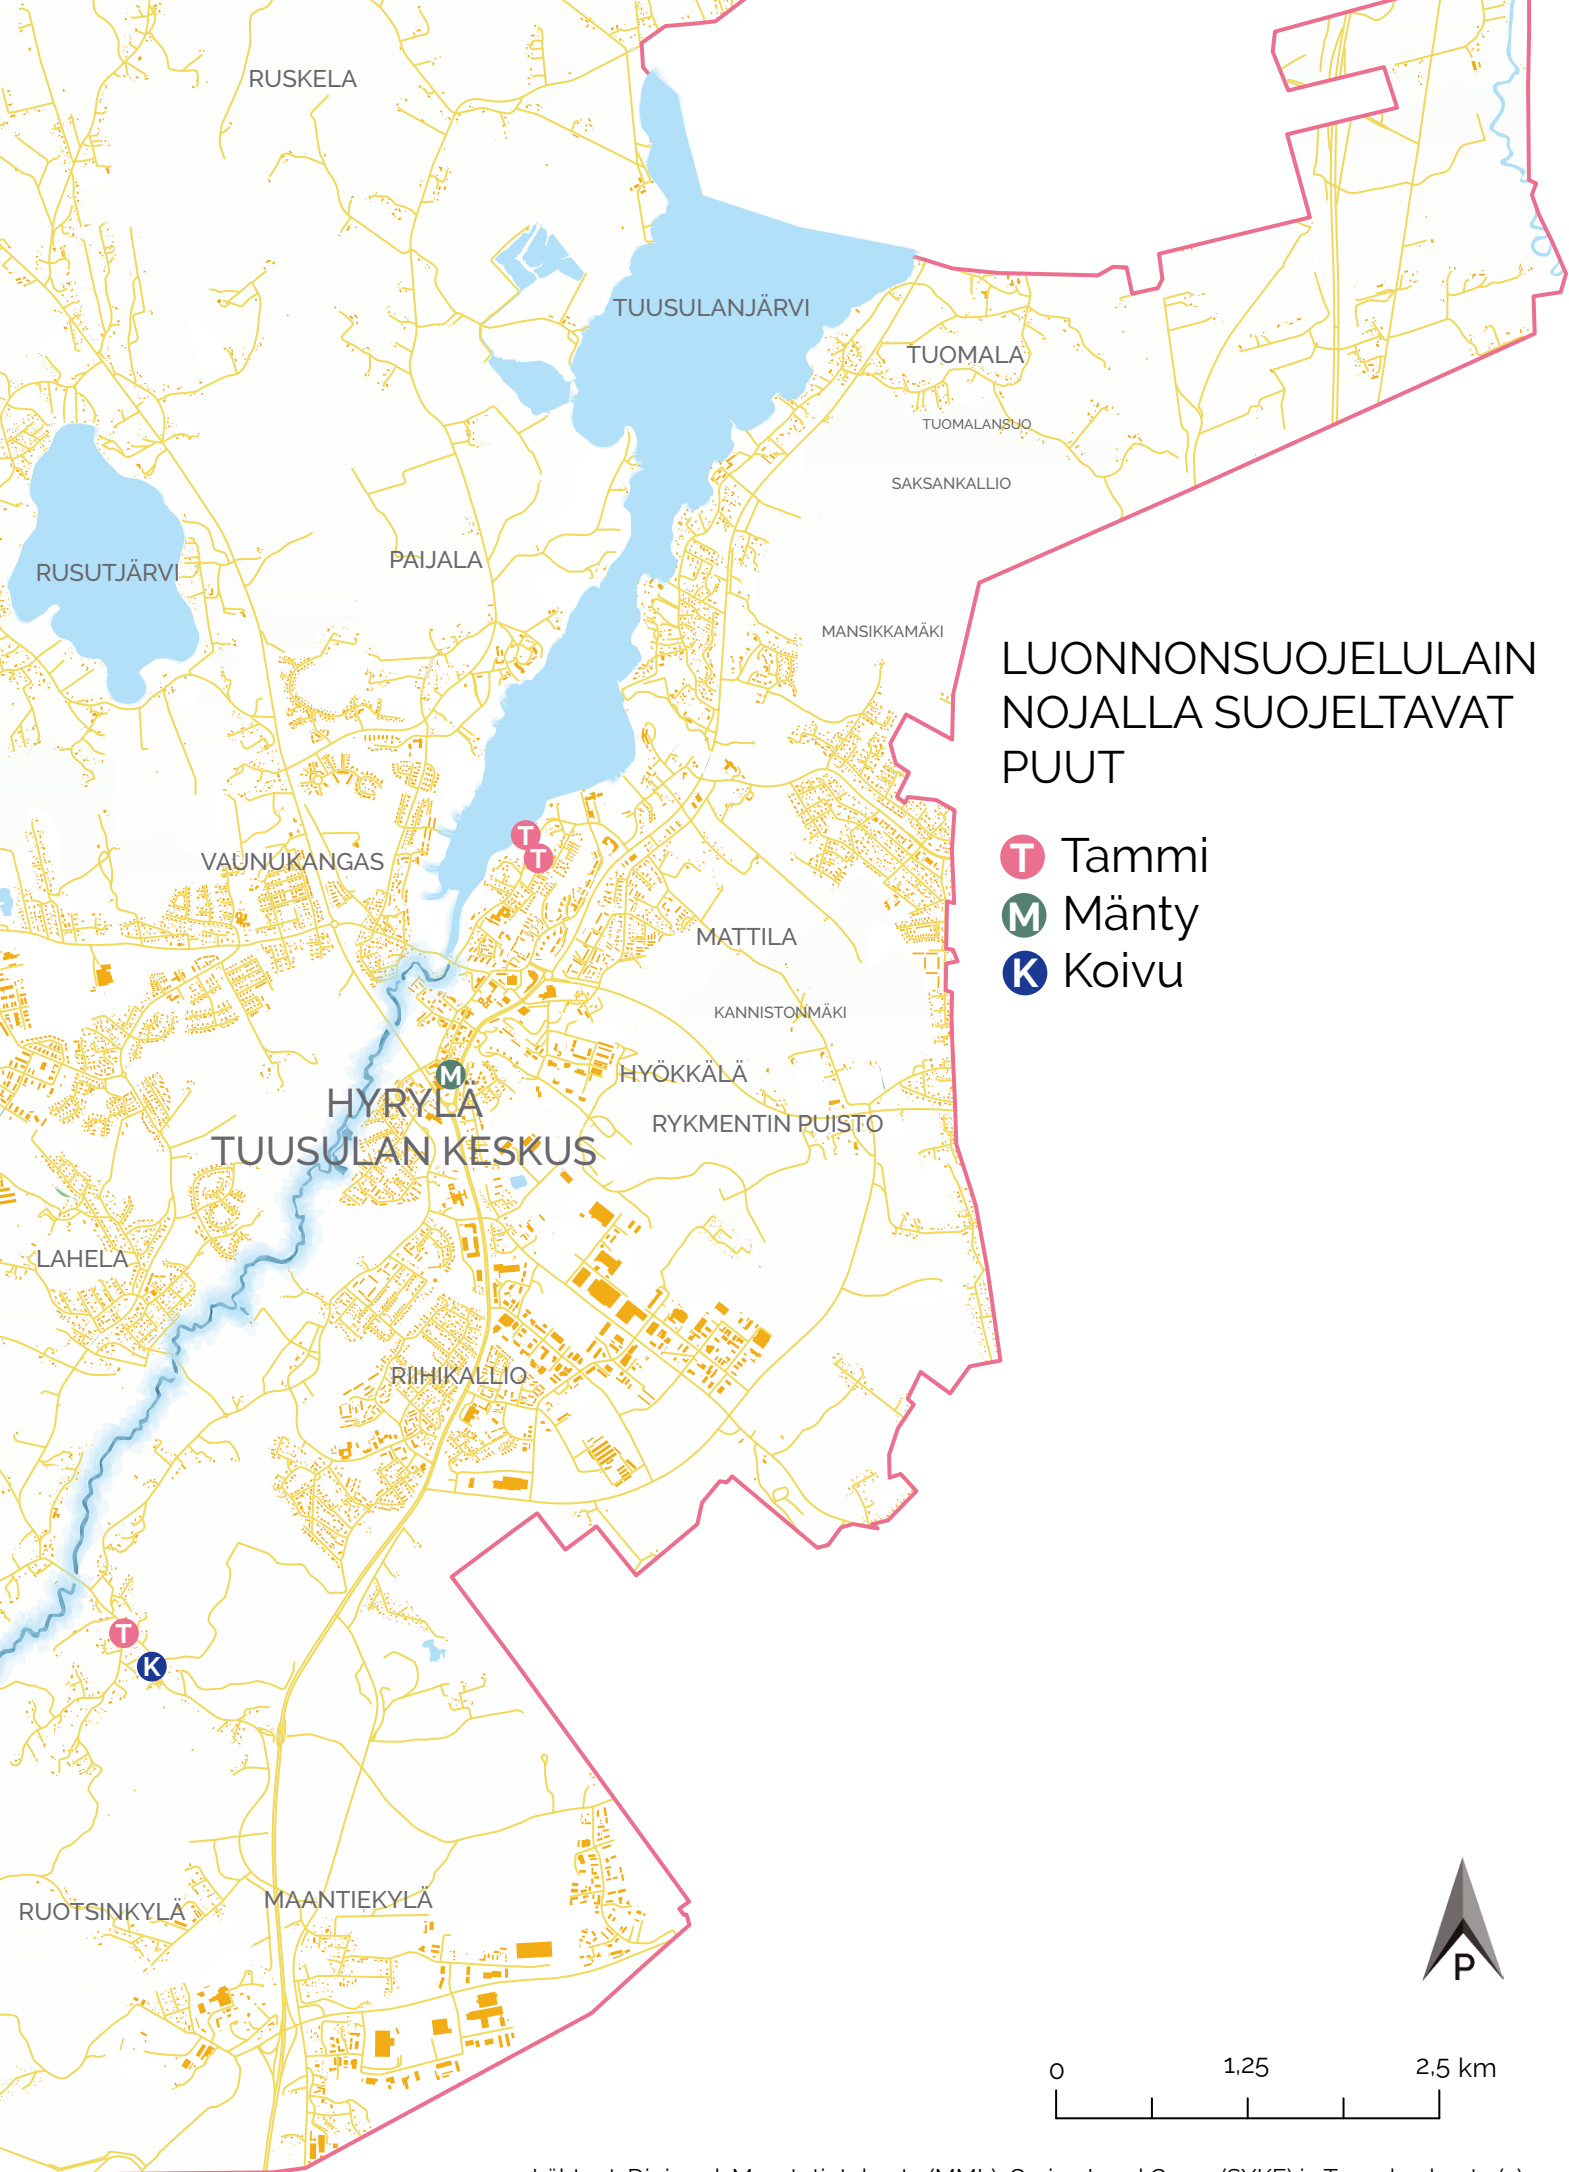 RUSKELA
TUUSULANJÄRVI
TUOMALA
TUOMALANSUO
SAKSANKALLIO
PAIJALA
RUSUTJÄRVI
MANSIKKAMÄKI
LUONNONSUOJELULAIN
NOJALLA SUOJELTAVAT
PUUT
T Tammi
M Mänty
K Koivu
T
T
VAUNUKANGAS
MATTILA
KANNISTONMÄKI
HYÖKKÄLÄ
M
HYRYLÄ
TUUSULAN KESKUS
RYKMENTIN PUISTO
LAHELA
RIIHIKALLIO
T
K
RUOTSINKYLÄ
MAANTIEKYLÄ
P
0 1,25 2,5 km